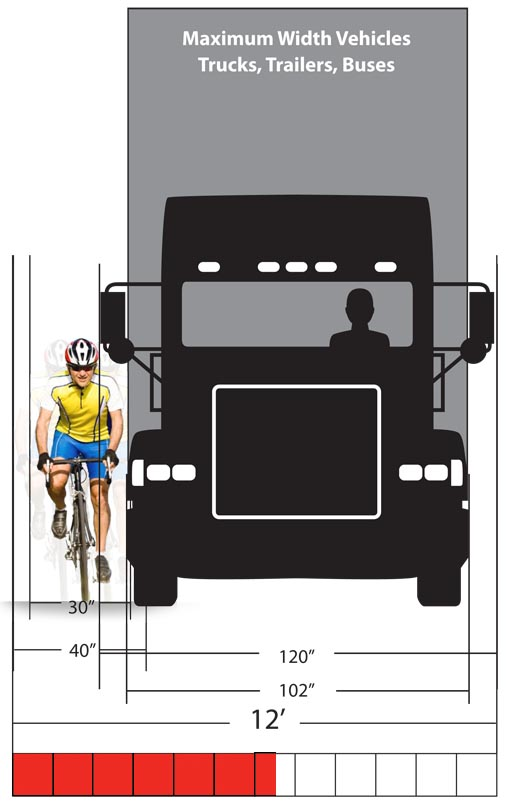 Maximum Width Vehicles
Trucks, Trailers, Buses
30”
40”
120”
102”
12’